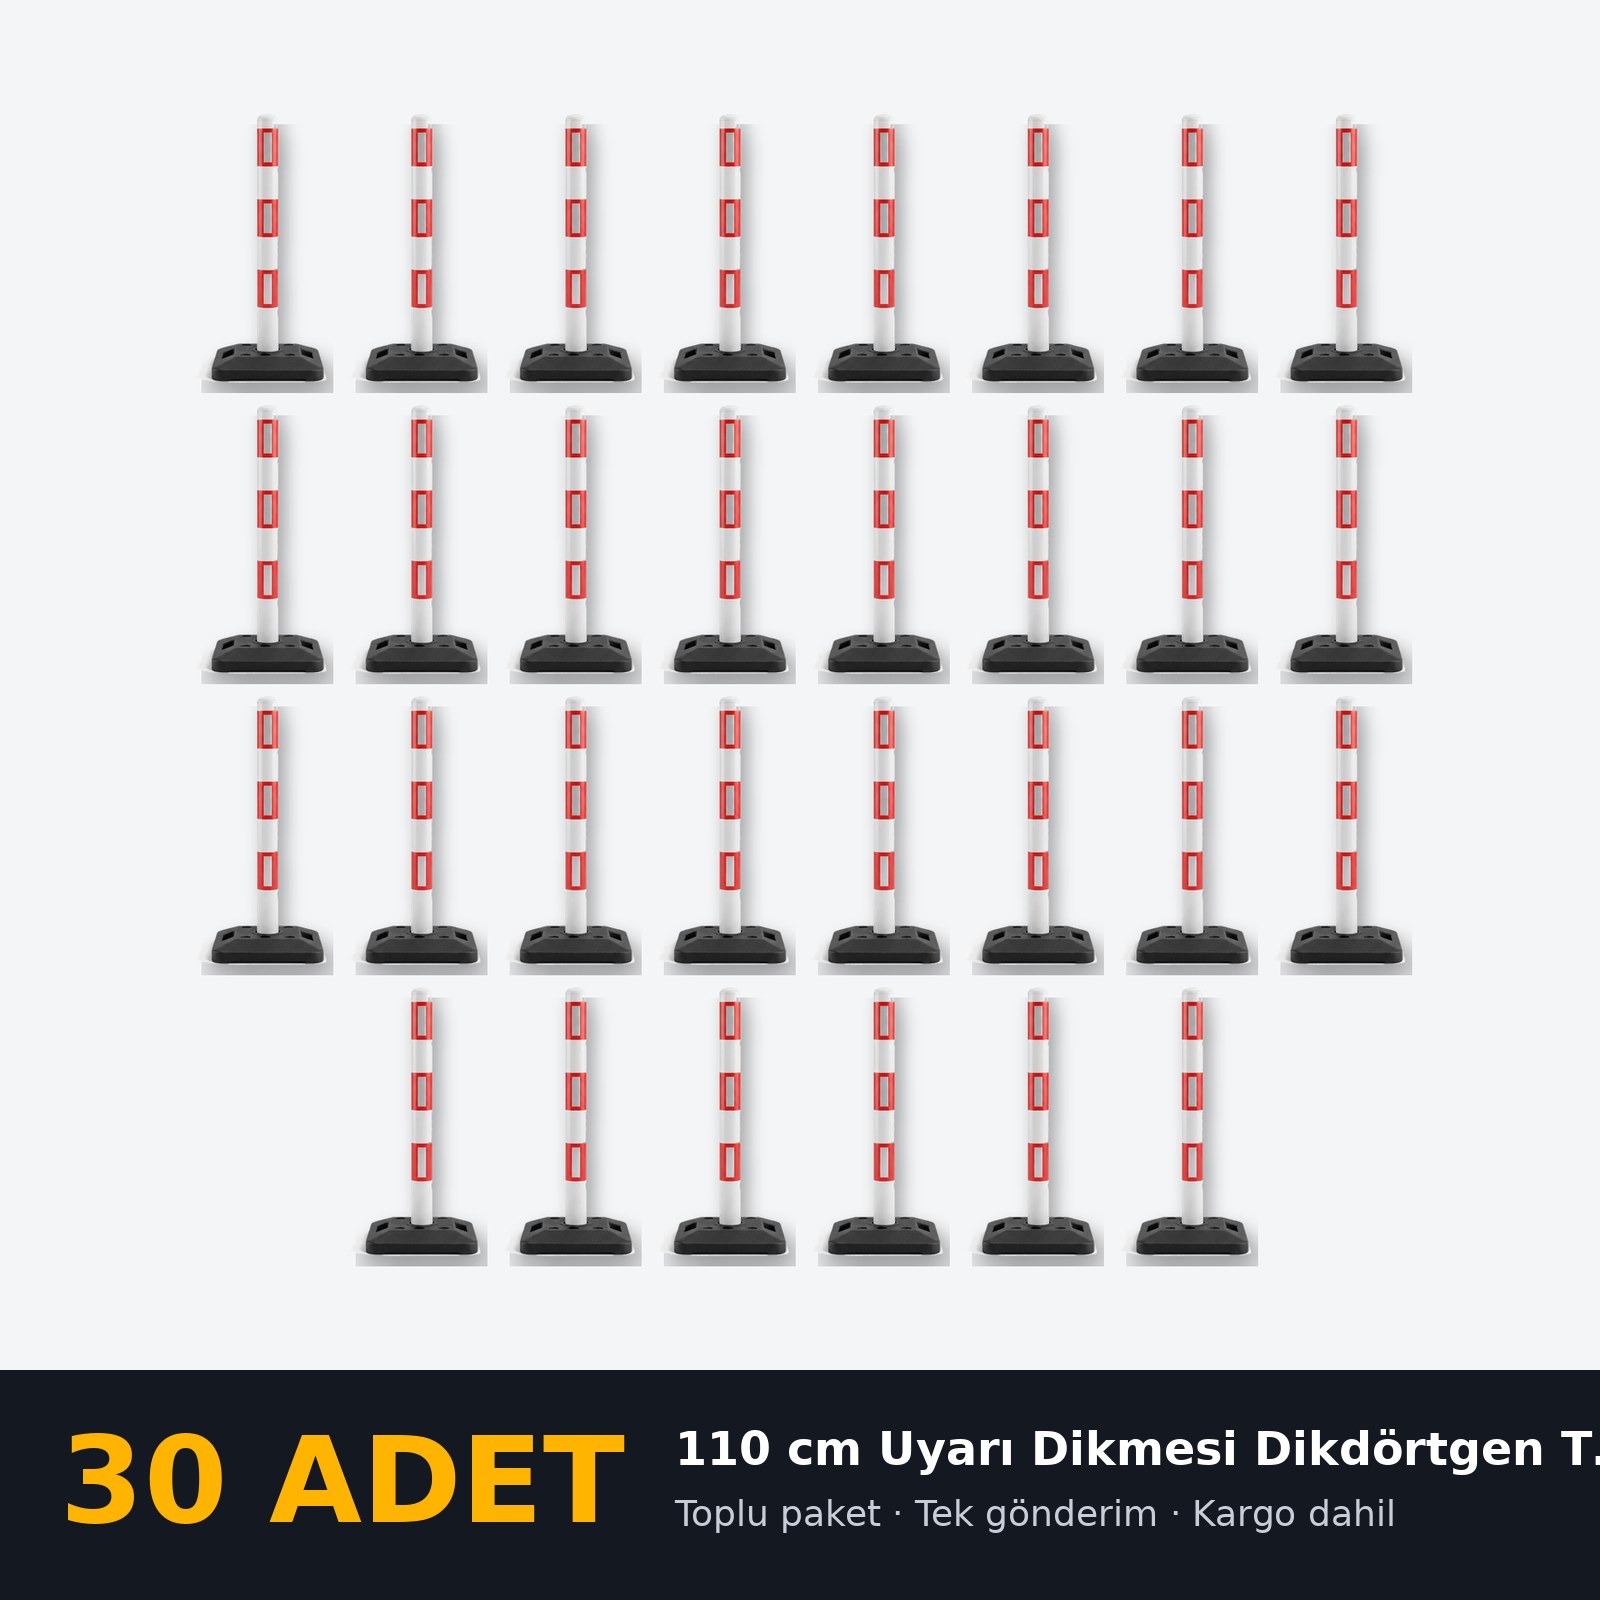 30 ADET
110 cm Uyarı Dikmesi Dikdörtgen T.
Toplu paket · Tek gönderim · Kargo dahil